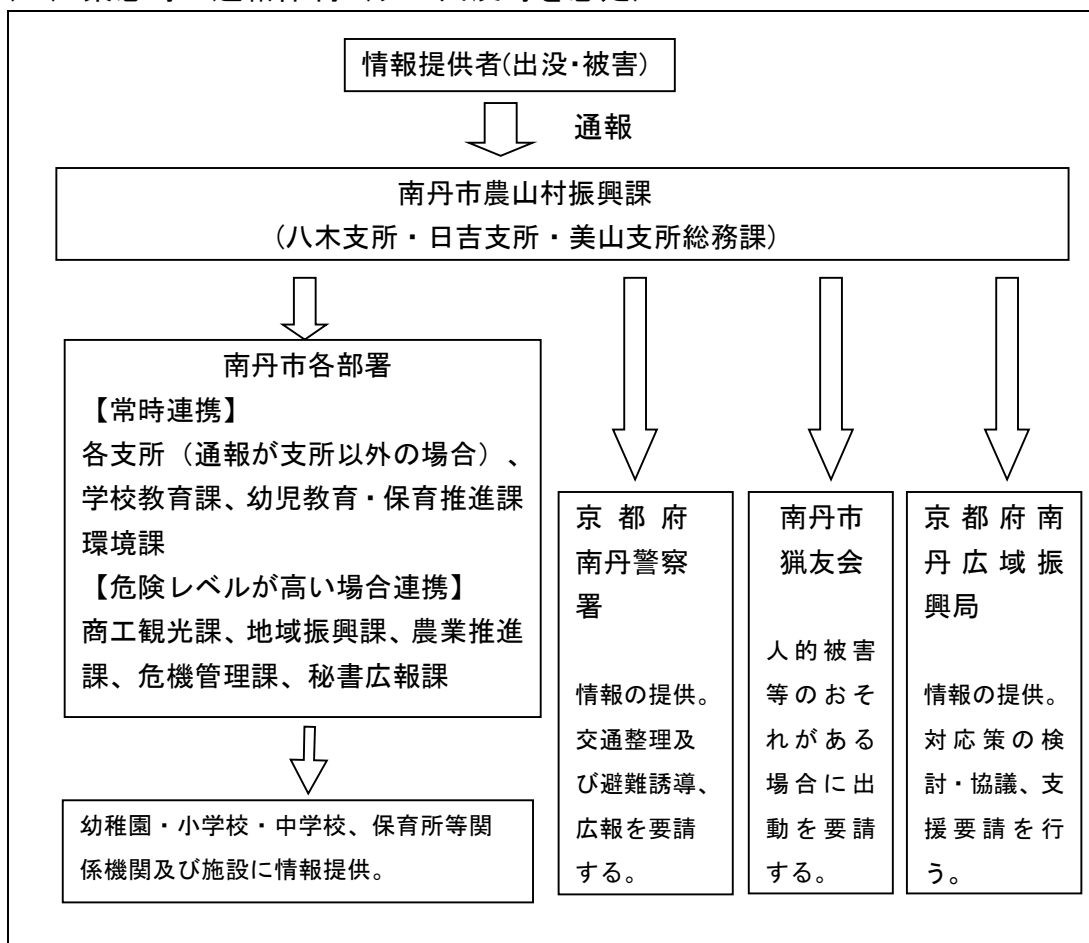 情報提供者(出没・被害)
通報
南丹市農山村振興課
(八木支所・日吉支所・美山支所総務課)
南丹市各部署
【常時連携】
各支所（通報が支所以外の場合）、
学校教育課、幼児教育・保育推進課
環境課
【危険レベルが高い場合連携】
商工観光課、地域振興課、農業推進
課、危機管理課、秘書広報課
幼稚園・小学校・中学校、保育所等関
係機関及び施設に情報提供。
京都府
南丹警察
署
情報の提供。
交通整理及
び避難誘導、
広報を要請
する。
南丹市
猟友会
人的被害
等のおそ
れがある
場合に出
動を要請
する。
京都府南
丹広域振
興局
情報の提供。
対応策の検
討・協議、支
援要請を行
う。